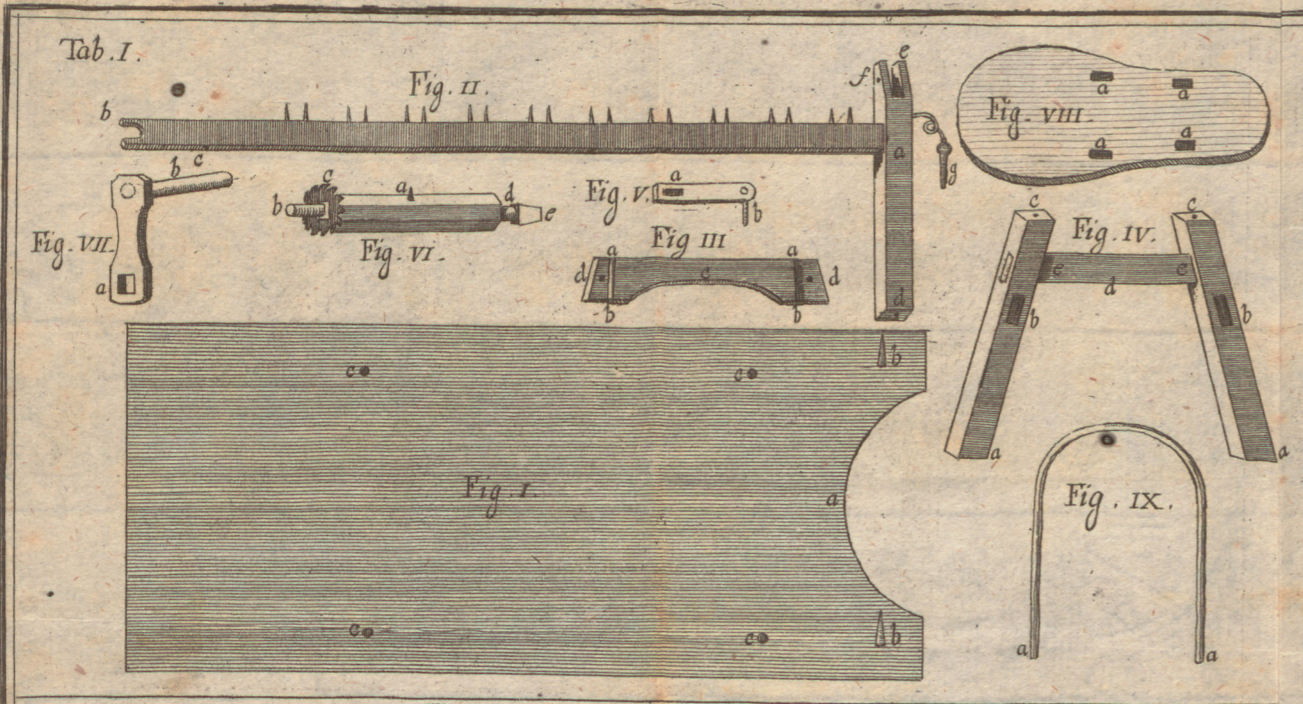 Tab. I.
Fig. II.
b
c
e
f
a
g
d
Fig. VIII.
a
a
a
a
Fig. VII.
b
a
Fig. VI.
b
c
a
d
e
Fig. V.
a
b
Fig III
a
a
d
c
d
b
b
Fig. IV.
c
c
e
e
d
b
b
a
a
Fig. I.
c
c
c
c
a
b
b
Fig. IX.
a
a